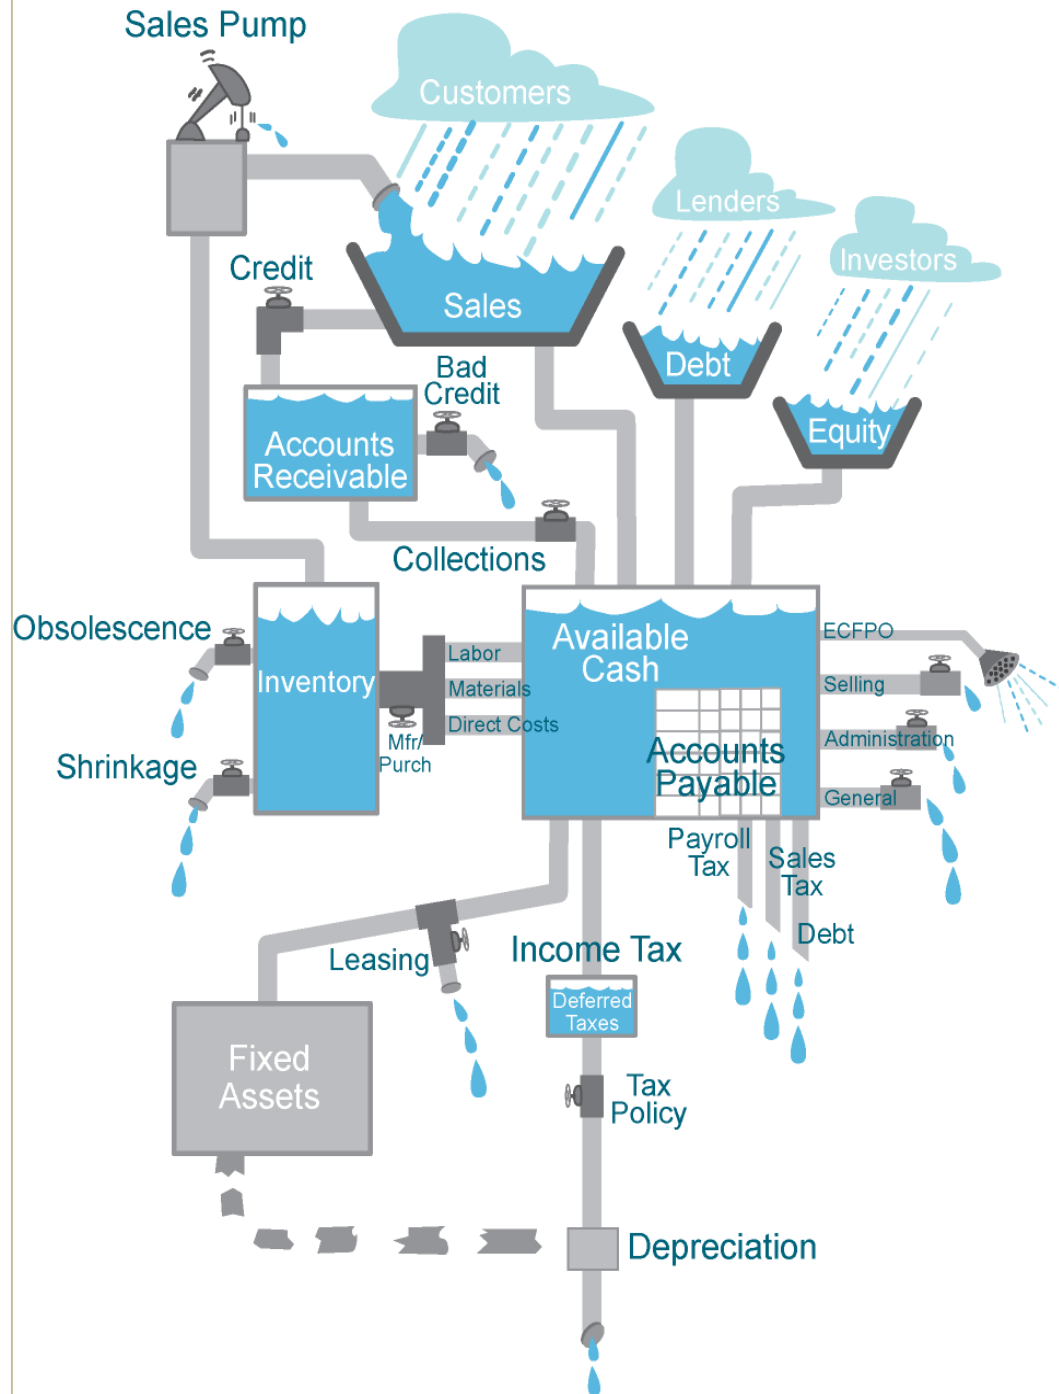 Sales Pump
Customers
Lenders
Investors
Credit
Sales
Bad
Credit
Debt
Equity
Accounts
Receivable
Collections
Obsolescence
Inventory
Shrinkage
Labor
Materials
Direct Costs
Mfr/
Purch
Available
Cash
Accounts
Payable
ECFPO
Selling
Administration
General
Payroll
Tax
Sales
Tax
Debt
Leasing
Income Tax
Deferred
Taxes
Fixed
Assets
Tax
Policy
Depreciation